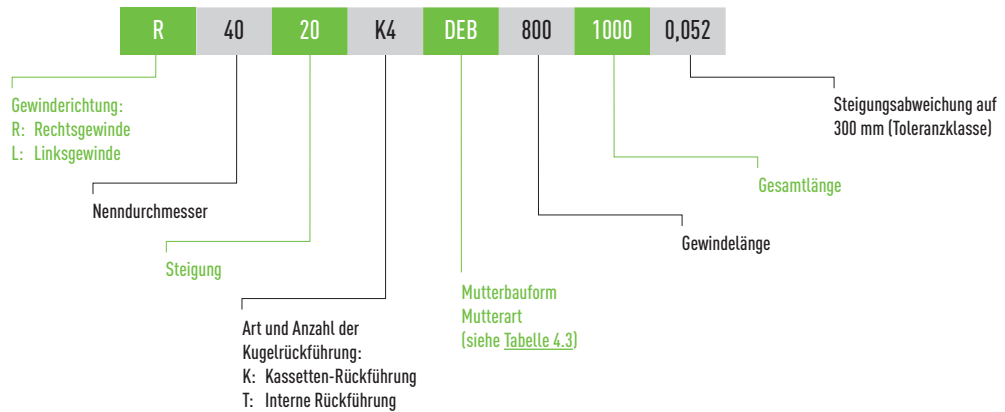 R 40 20 K4 DEB 800 1000 0,052
Gewinderichtung:
R: Rechtsgewinde
L: Linksgewinde
Nenndurchmesser
Steigung
Art und Anzahl der
Kugelrückführung:
K: Kassetten-Rückführung
T: Interne Rückführung
Mutterbauform
Mutterart
(siehe Tabelle 4.3)
Gewindelänge
Gesamtlänge
Steigungsabweichung auf
300 mm (Toleranzklasse)